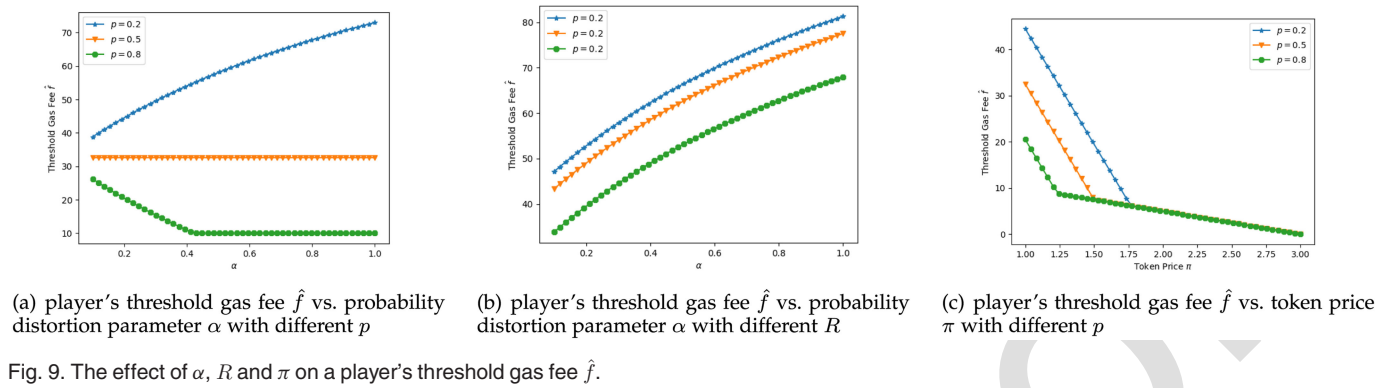 p = 0.2
p = 0.5
p = 0.8
Threshold Gas Fee f̂
70
60
50
40
30
20
10
0.2 0.4 0.6 0.8 1.0
α
(a) player's threshold gas fee f̂ vs. probability
distortion parameter α with different p
p = 0.2
p = 0.2
p = 0.2
Threshold Gas Fee f̂
80
70
60
50
40
0.2 0.4 0.6 0.8 1.0
α
(b) player's threshold gas fee f̂ vs. probability
distortion parameter α with different R
p = 0.2
p = 0.5
p = 0.8
Threshold Gas Fee f̂
40
30
20
10
0
1.00 1.25 1.50 1.75 2.00 2.25 2.50 2.75 3.00
Token Price π
(c) player's threshold gas fee f̂ vs. token price
π with different p
Fig. 9. The effect of α, R and π on a player's threshold gas fee f̂.